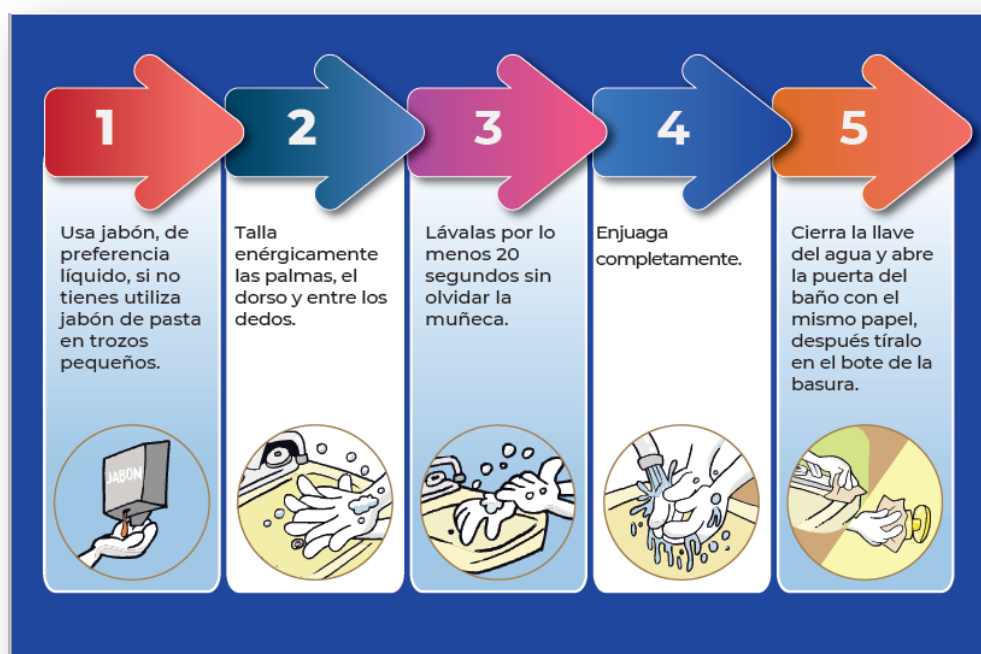 1
Usa jabón, de
preferencia
líquido, si no
tienes utiliza
jabón de pasta
en trozos
pequeños.
JABON
2
Talla
enérgicamente
las palmas, el
dorso y entre los
dedos.
3
Lávalas por lo
menos 20
segundos sin
olvidar la
muñeca.
4
Enjuaga
completamente.
5
Cierra la llave
del agua y abre
la puerta del
baño con el
mismo papel,
después tíralo
en el bote de la
basura.